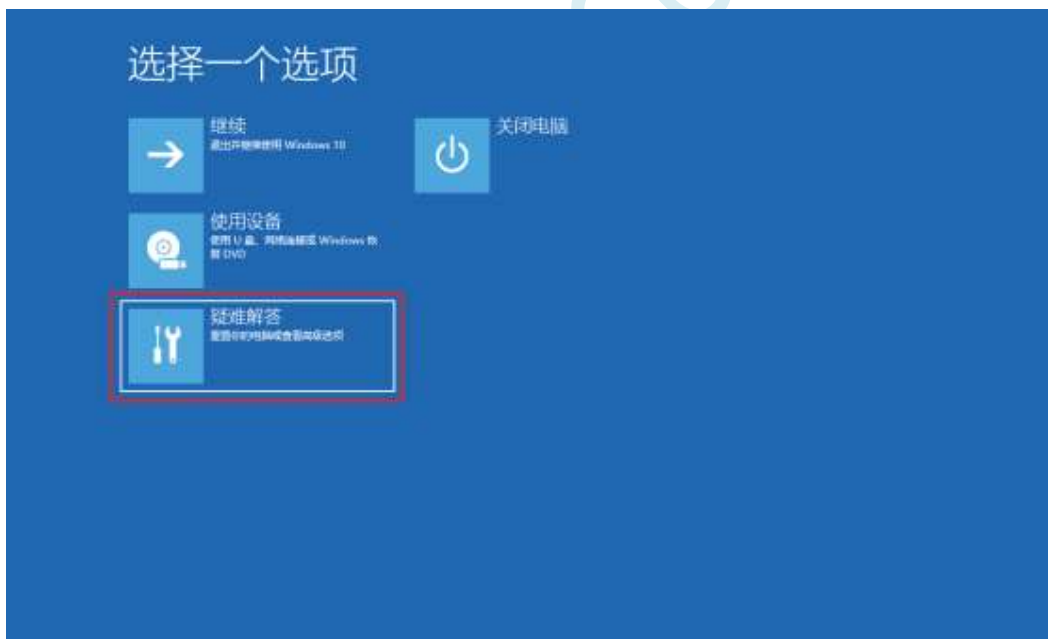 选择一个选项
继续
退出并继续使用 Windows 10
关闭电脑
使用设备
使用 U 盘、网络连接或 Windows 恢
复 DVD
疑难解答
重置你的电脑或查看高级选项